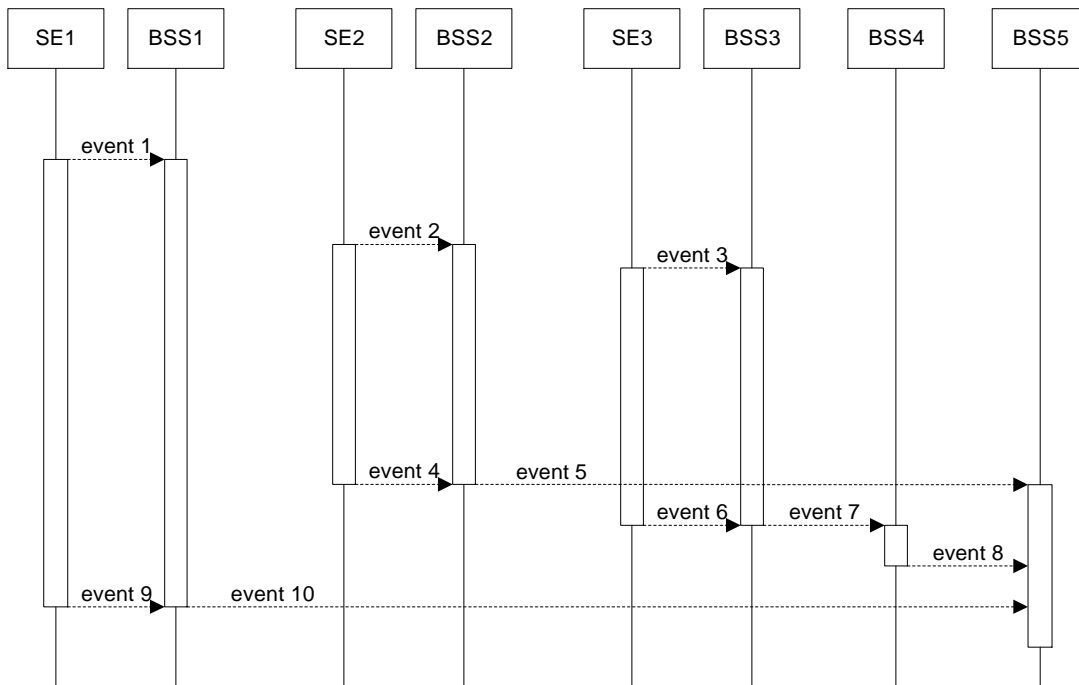 SE1 BSS1 SE2 BSS2 SE3 BSS3 BSS4 BSS5
event 1
event 2
event 3
event 4 event 5
event 6 event 7
event 8
event 9 event 10